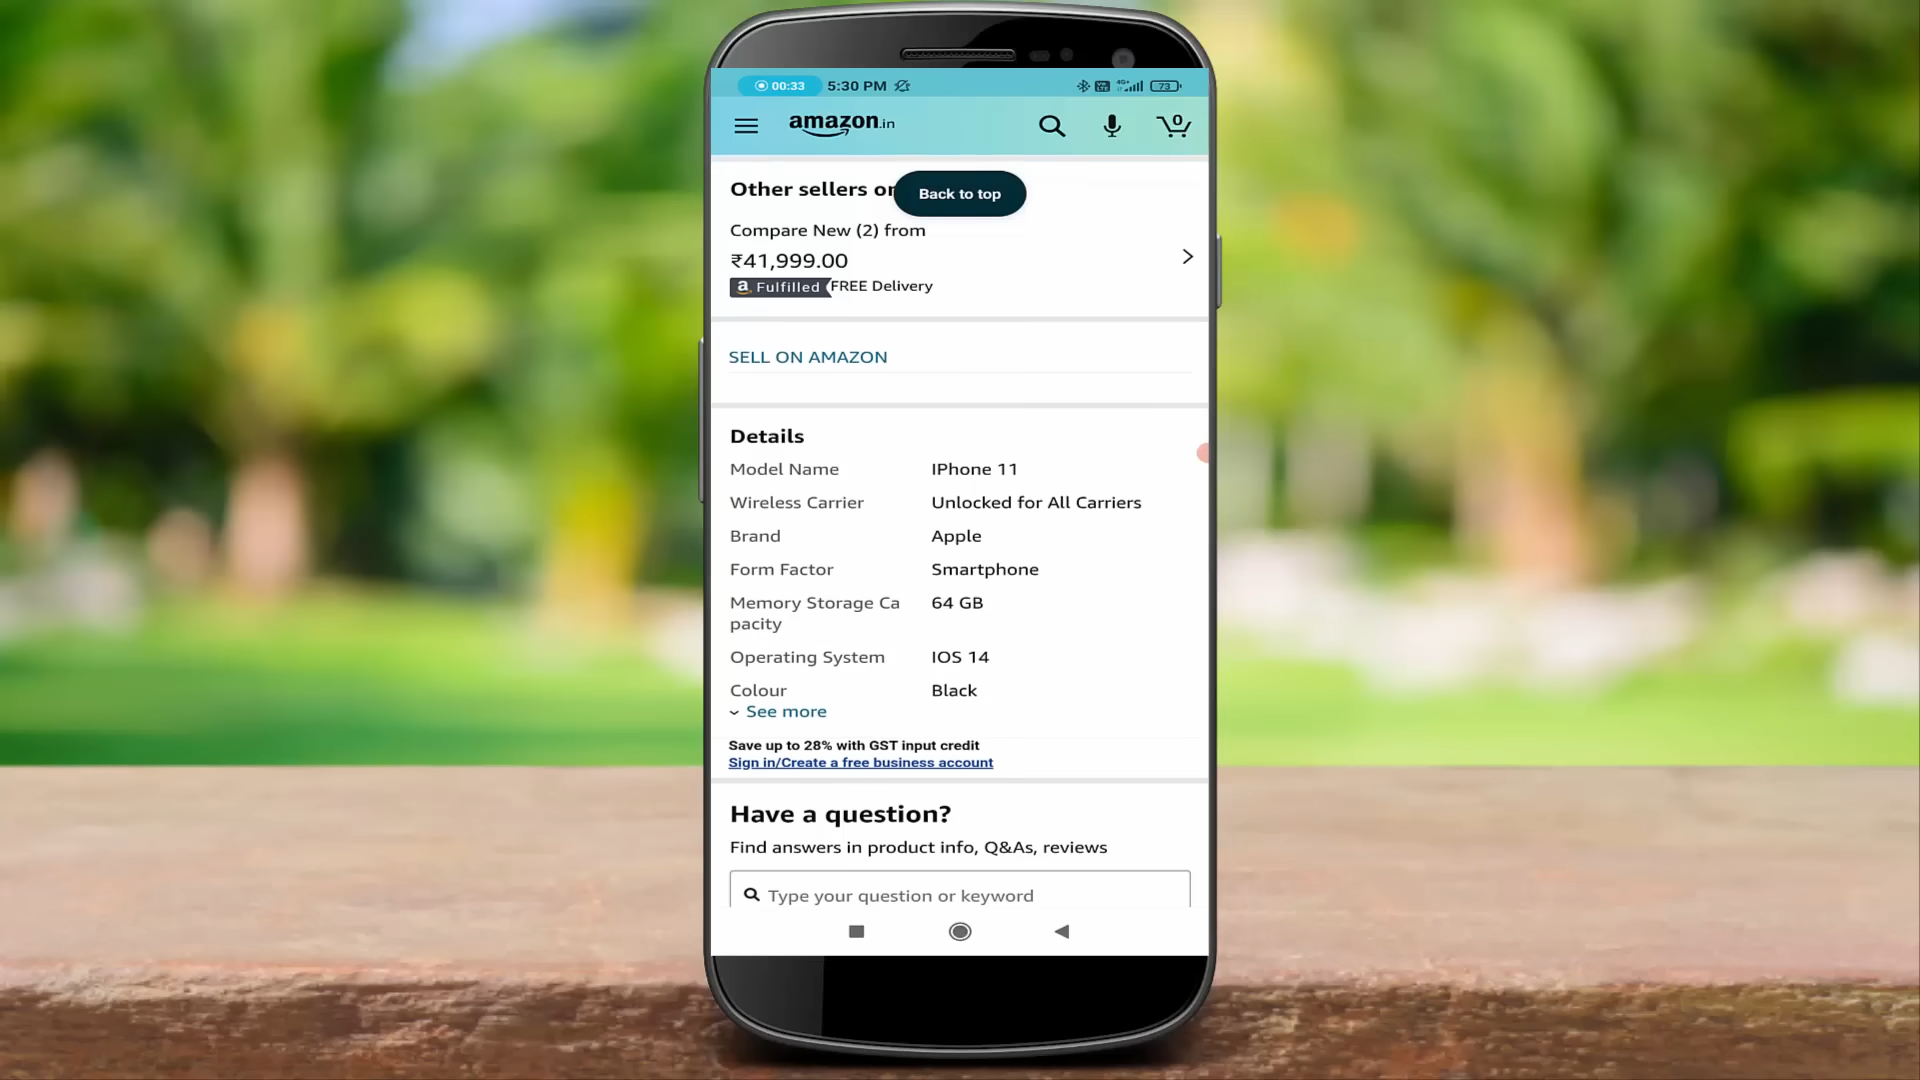 00:33 5:30 PM 4G+ 73
amazon.in 0
Other sellers or
Back to top
Compare New (2) from
₹41,999.00
a Fulfilled FREE Delivery
SELL ON AMAZON
Details
Model Name IPhone 11
Wireless Carrier Unlocked for All Carriers
Brand Apple
Form Factor Smartphone
Memory Storage Ca 64 GB
pacity
Operating System IOS 14
Colour Black
See more
Save up to 28% with GST input credit
Sign in/Create a free business account
Have a question?
Find answers in product info, Q&As, reviews
Type your question or keyword